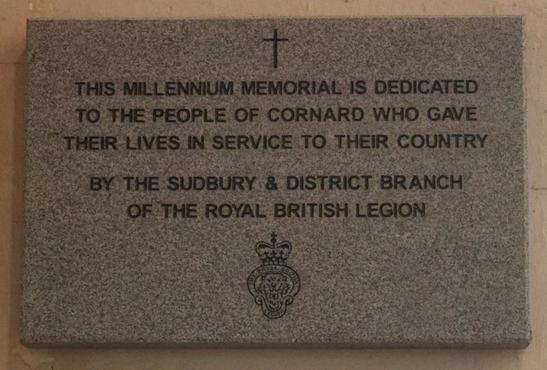 THIS MILLENNIUM MEMORIAL IS DEDICATED
TO THE PEOPLE OF CORNARD WHO GAVE
THEIR LIVES IN SERVICE TO THEIR COUNTRY
BY THE SUDBURY & DISTRICT BRANCH
OF THE ROYAL BRITISH LEGION